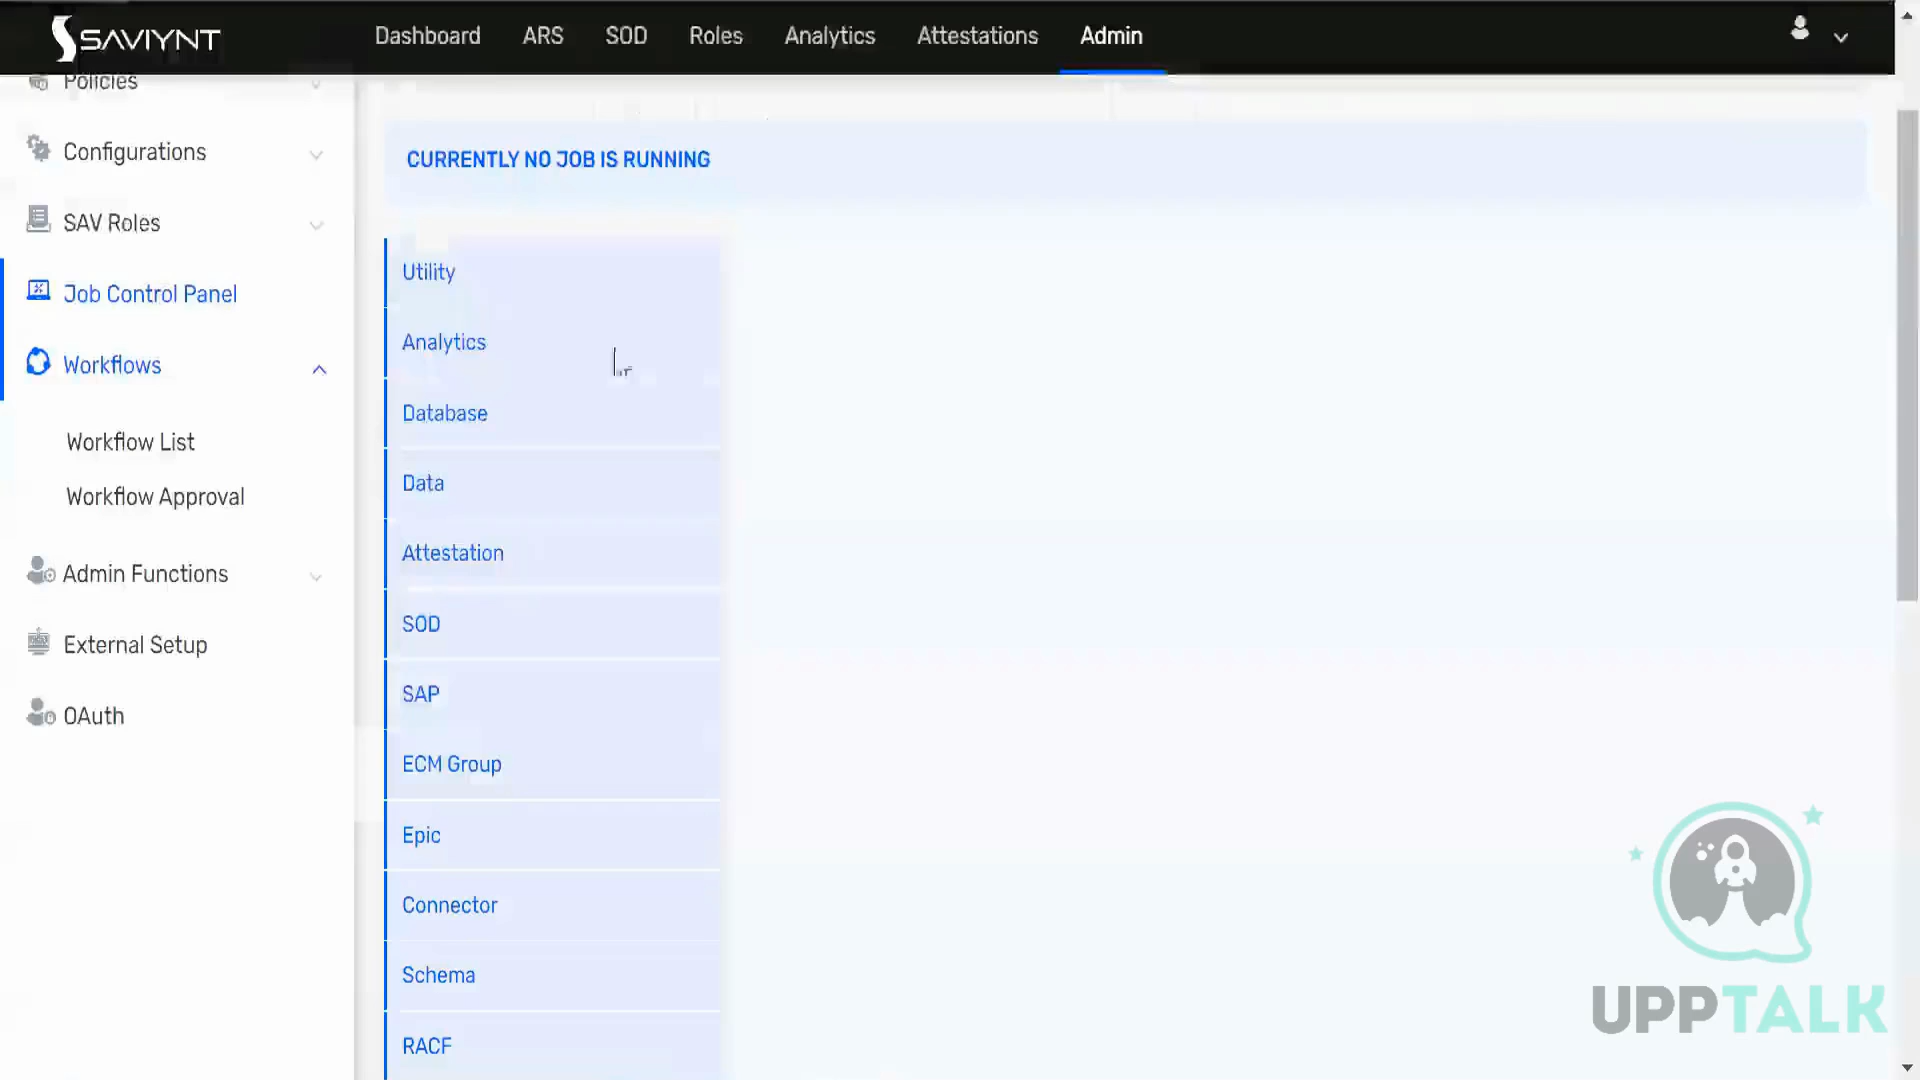 SAVIYNT
Dashboard
ARS
SOD
Roles
Analytics
Attestations
Admin
Policies
Configurations
SAV Roles
Job Control Panel
Workflows
Workflow List
Workflow Approval
Admin Functions
External Setup
OAuth
CURRENTLY NO JOB IS RUNNING
Utility
Analytics
Database
Data
Attestation
SOD
SAP
ECM Group
Epic
Connector
Schema
RACF
UPPTALK